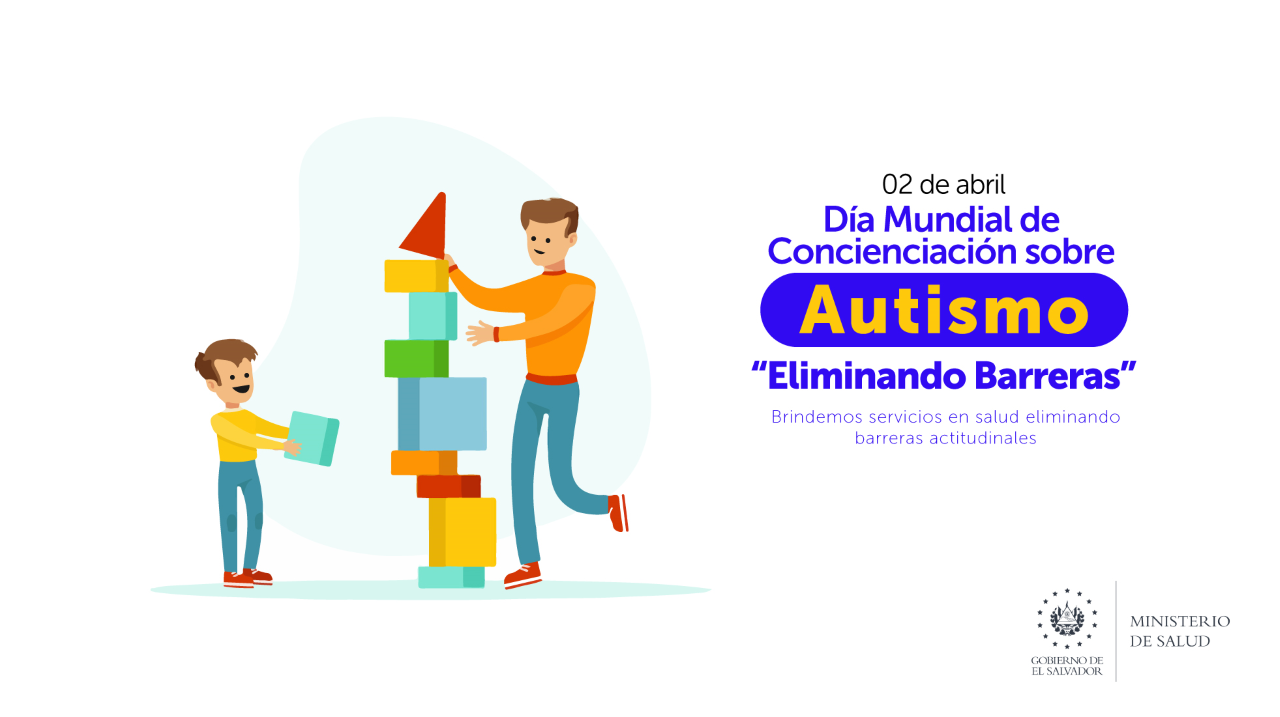 02 de abril
Día Mundial de
Concienciación sobre
Autismo
“Eliminando Barreras”
Brindemos servicios en salud eliminando
barreras actitudinales
GOBIERNO DE
EL SALVADOR
MINISTERIO
DE SALUD